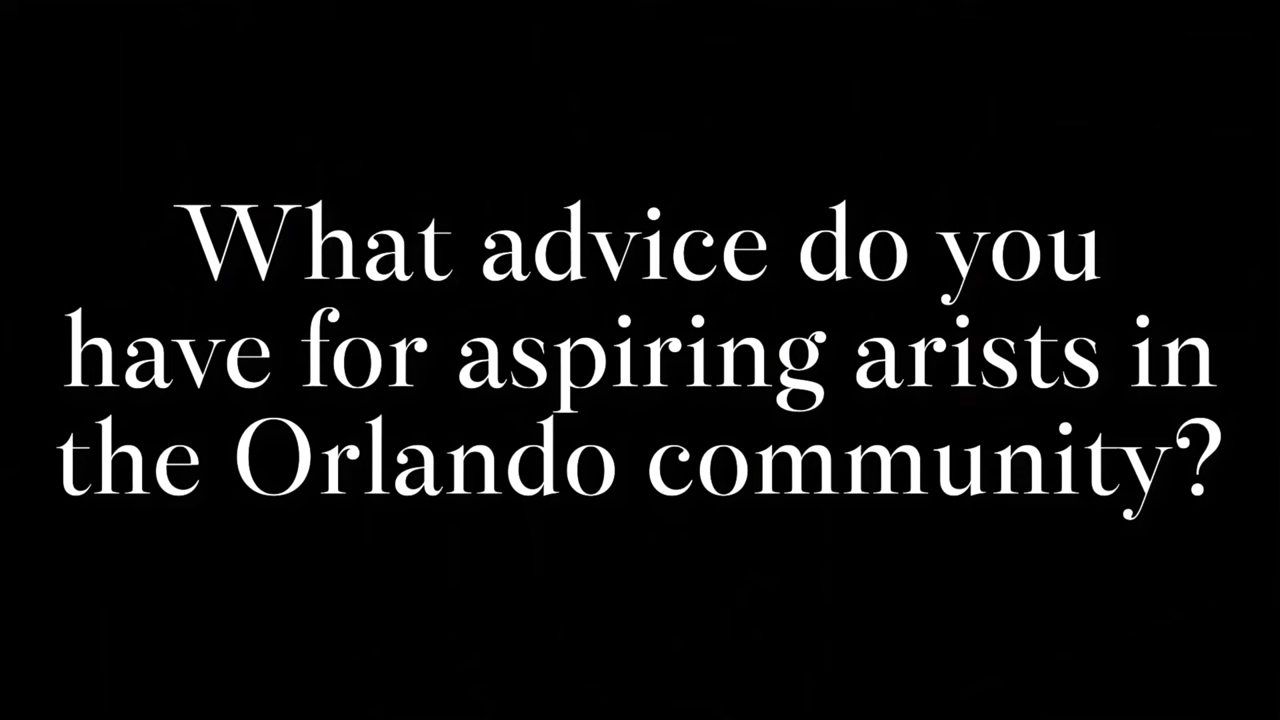 What advice do you
have for aspiring arists in
the Orlando community?